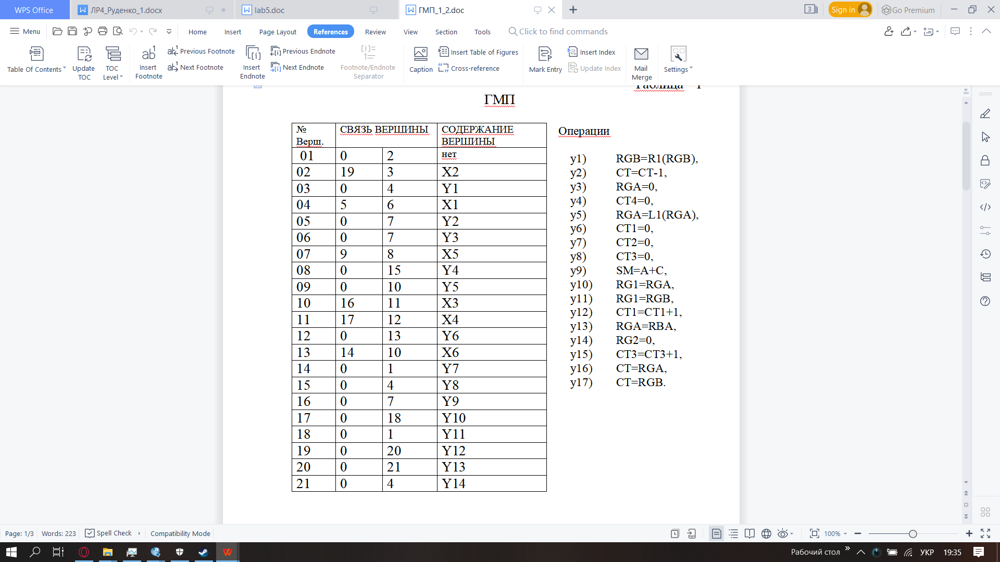 WPS Office ЛР4_Руденко_1.docx lab5.doc ГМП_1_2.doc 3 Sign in Go Premium
Menu Home Insert Page Layout References Review View Section Tools Click to find commands
Table Of Contents Update TOC TOC Level Insert Footnote Previous Footnote Next Footnote Insert Endnote Previous Endnote Next Endnote Footnote/Endnote Separator Caption Insert Table of Figures Cross-reference Mark Entry Insert Index Update Index Mail Merge Settings
Таблица 1
ГМП
№ Верш. СВЯЗЬ ВЕРШИНЫ СОДЕРЖАНИЕ ВЕРШИНЫ
01 0 2 нет
02 19 3 X2
03 0 4 Y1
04 5 6 X1
05 0 7 Y2
06 0 7 Y3
07 9 8 X5
08 0 15 Y4
09 0 10 Y5
10 16 11 X3
11 17 12 X4
12 0 13 Y6
13 14 10 X6
14 0 1 Y7
15 0 4 Y8
16 0 7 Y9
17 0 18 Y10
18 0 1 Y11
19 0 20 Y12
20 0 21 Y13
21 0 4 Y14
Операции
y1) RGB=R1(RGB),
y2) CT=CT-1,
y3) RGA=0,
y4) CT4=0,
y5) RGA=L1(RGA),
y6) CT1=0,
y7) CT2=0,
y8) CT3=0,
y9) SM=A+C,
y10) RG1=RGA,
y11) RG1=RGB,
y12) CT1=CT1+1,
y13) RGA=RBA,
y14) RG2=0,
y15) CT3=CT3+1,
y16) CT=RGA,
y17) CT=RGB.
Page: 1/3 Words: 223 Spell Check Compatibility Mode 100%
Рабочий стол УКР 19:35